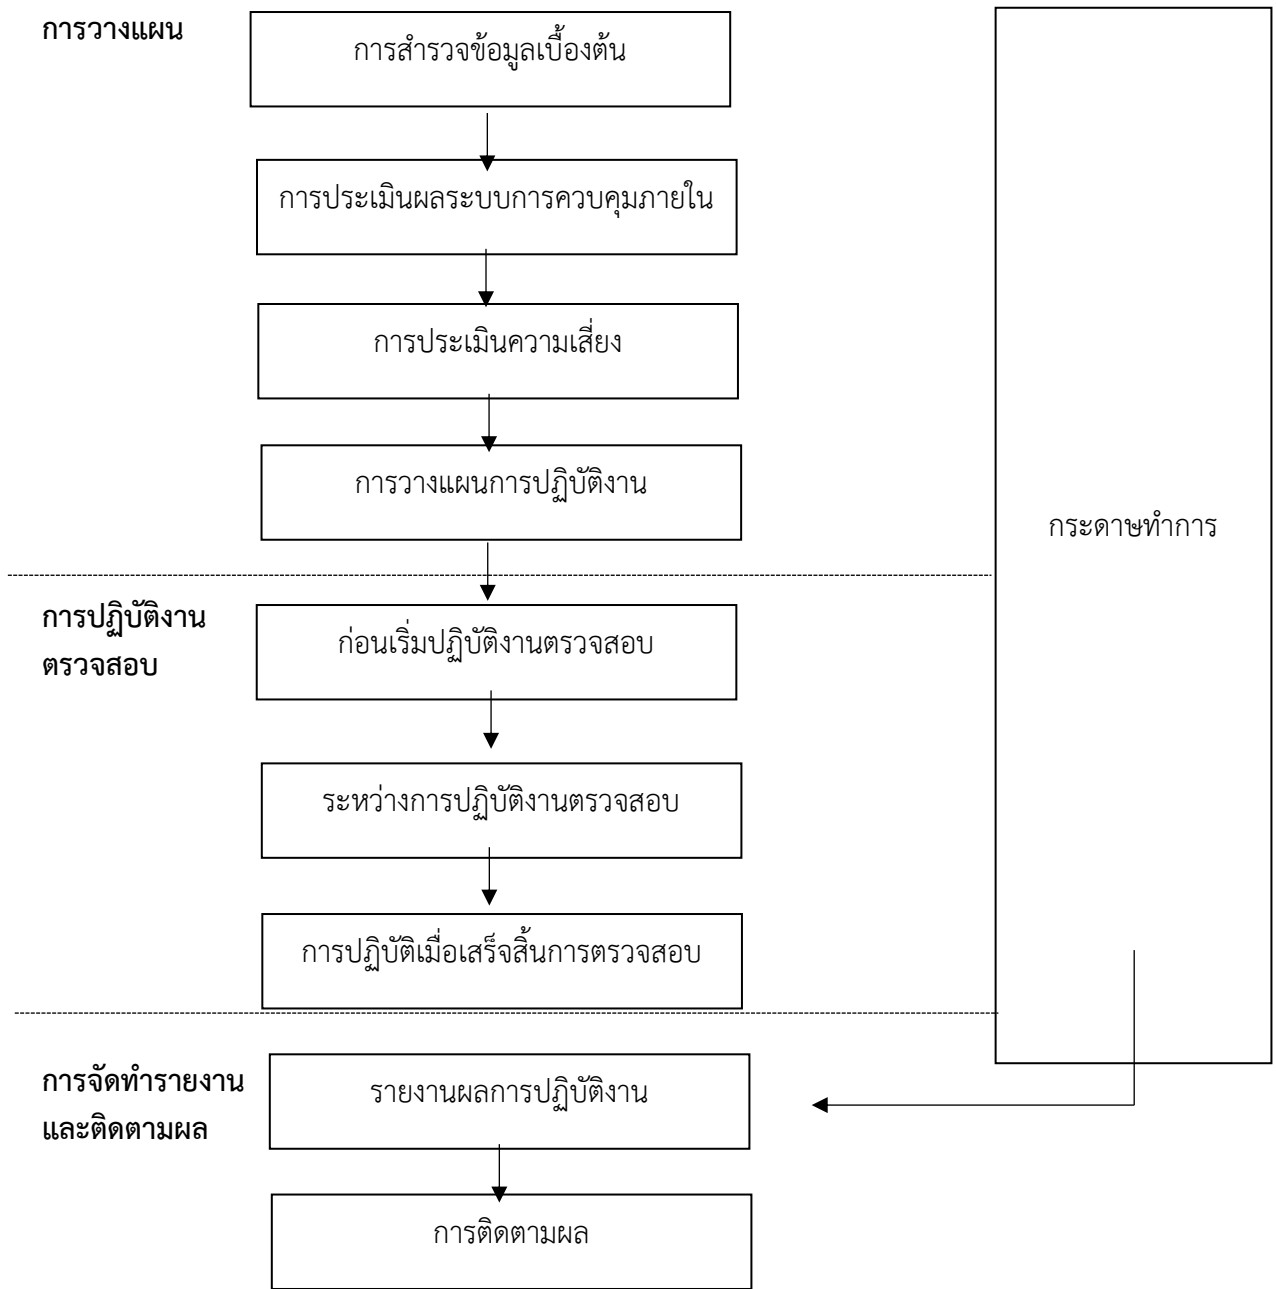 การวางแผน
การสำรวจข้อมูลเบื้องต้น
การประเมินผลระบบการควบคุมภายใน
การประเมินความเสี่ยง
การวางแผนการปฏิบัติงาน
กระดาษทำการ
การปฏิบัติงาน
ตรวจสอบ
ก่อนเริ่มปฏิบัติงานตรวจสอบ
ระหว่างการปฏิบัติงานตรวจสอบ
การปฏิบัติเมื่อเสร็จสิ้นการตรวจสอบ
การจัดทำรายงาน
และติดตามผล
รายงานผลการปฏิบัติงาน
การติดตามผล